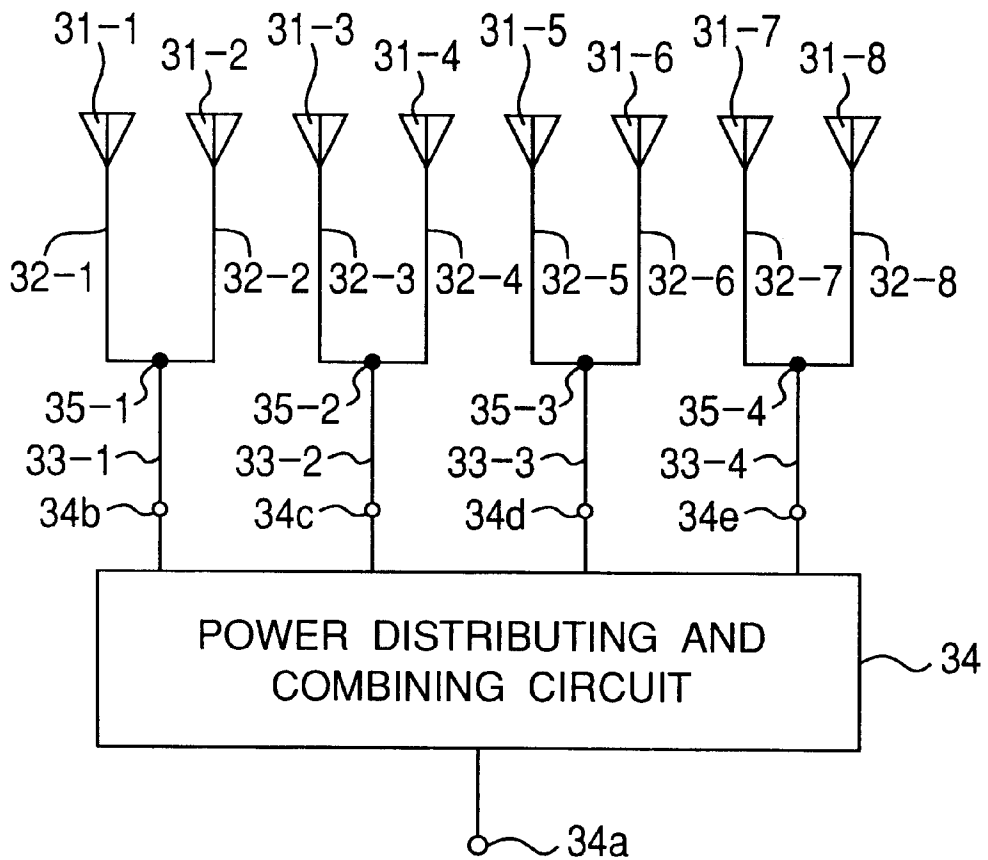 31-1 31-2 31-3 31-4 31-5 31-6 31-7 31-8
32-1 32-2 32-3 32-4 32-5 32-6 32-7 32-8
35-1 35-2 35-3 35-4
33-1 33-2 33-3 33-4
34b 34c 34d 34e
POWER DISTRIBUTING AND
COMBINING CIRCUIT
34
34a